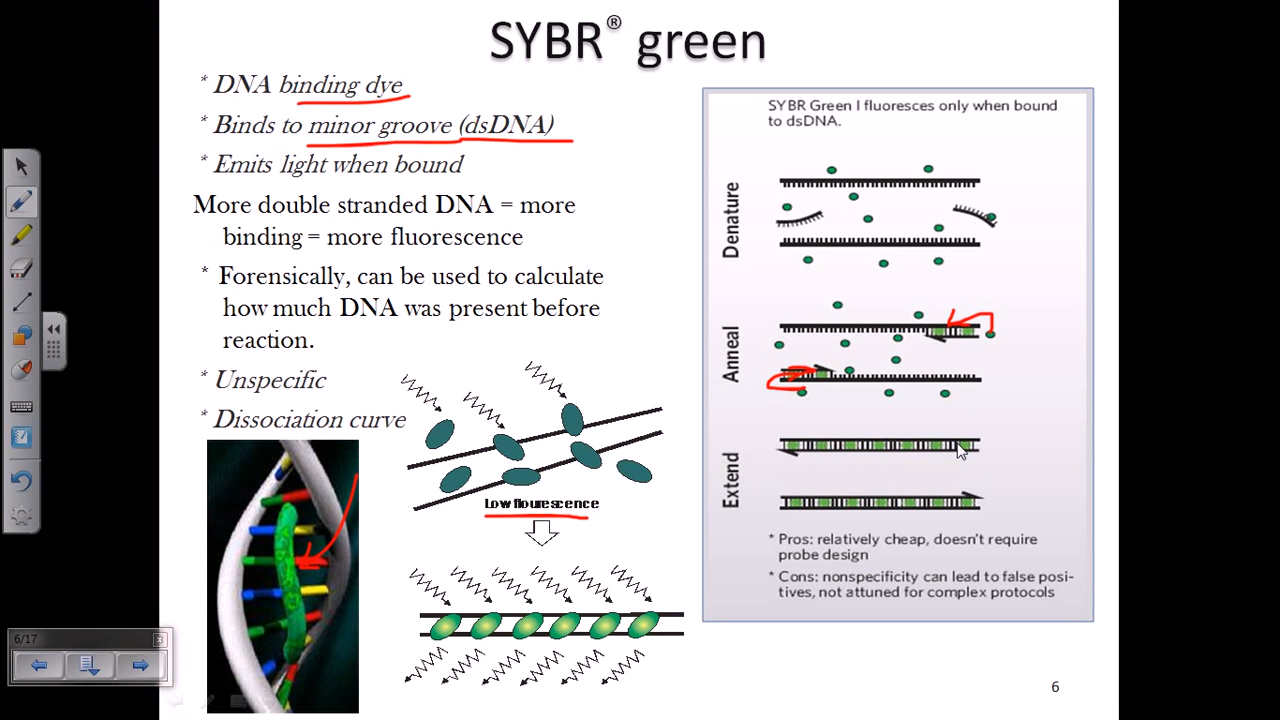 SYBR® green
* DNA binding dye
* Binds to minor groove (dsDNA)
* Emits light when bound
More double stranded DNA = more
binding = more fluorescence
* Forensically, can be used to calculate
how much DNA was present before
reaction.
* Unspecific
* Dissociation curve
Low flourescence
SYBR Green I fluoresces only when bound
to dsDNA.
Denature
Anneal
Extend
* Pros: relatively cheap, doesn't require
probe design
* Cons: nonspecificity can lead to false posi-
tives, not attuned for complex protocols
6/17
6